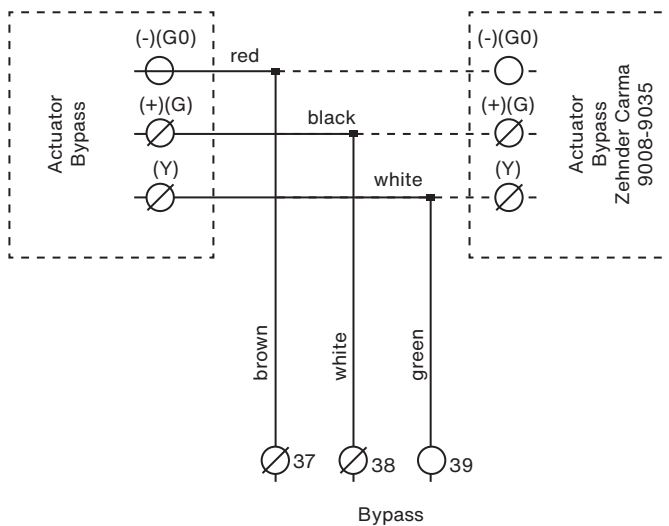 (-)(G0)
(+)(G)
(Y)
Actuator
Bypass
red
black
white
(-)(G0)
(+)(G)
(Y)
Actuator
Bypass
Zehnder Carma
9008-9035
brown
white
green
37
38
39
Bypass